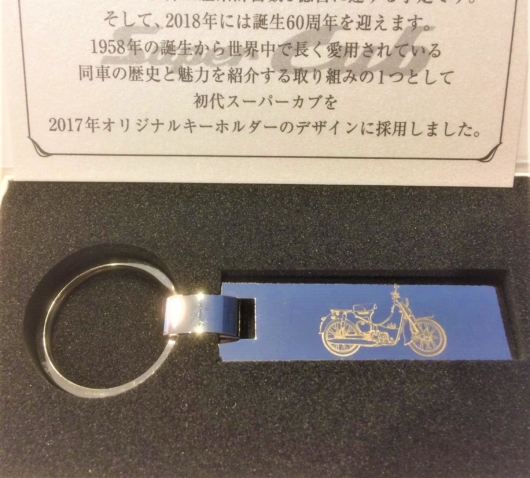 そして、2018年には誕生60周年を迎えます。
1958年の誕生から世界中で長く愛用されている
同車の歴史と魅力を紹介する取り組みの1つとして
初代スーパーカブを
2017年オリジナルキーホルダーのデザインに採用しました。
Super Cub